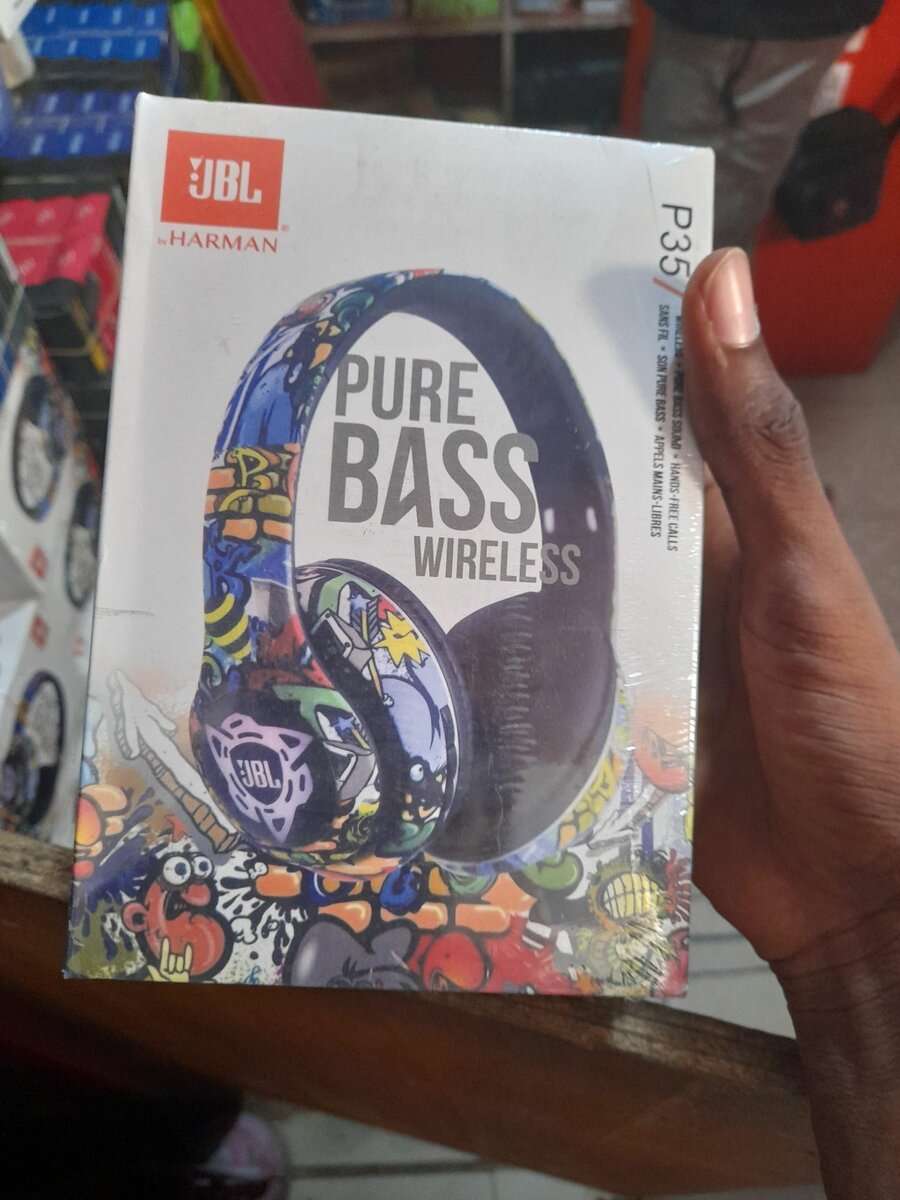 JBL
®
by HARMAN
P35/
WIRELESS • PURE BASS SOUND • HANDS-FREE CALLS
SANS FIL • SON PURE BASS • APPELS MAINS-LIBRES
PURE
BASS
WIRELESS
JBL